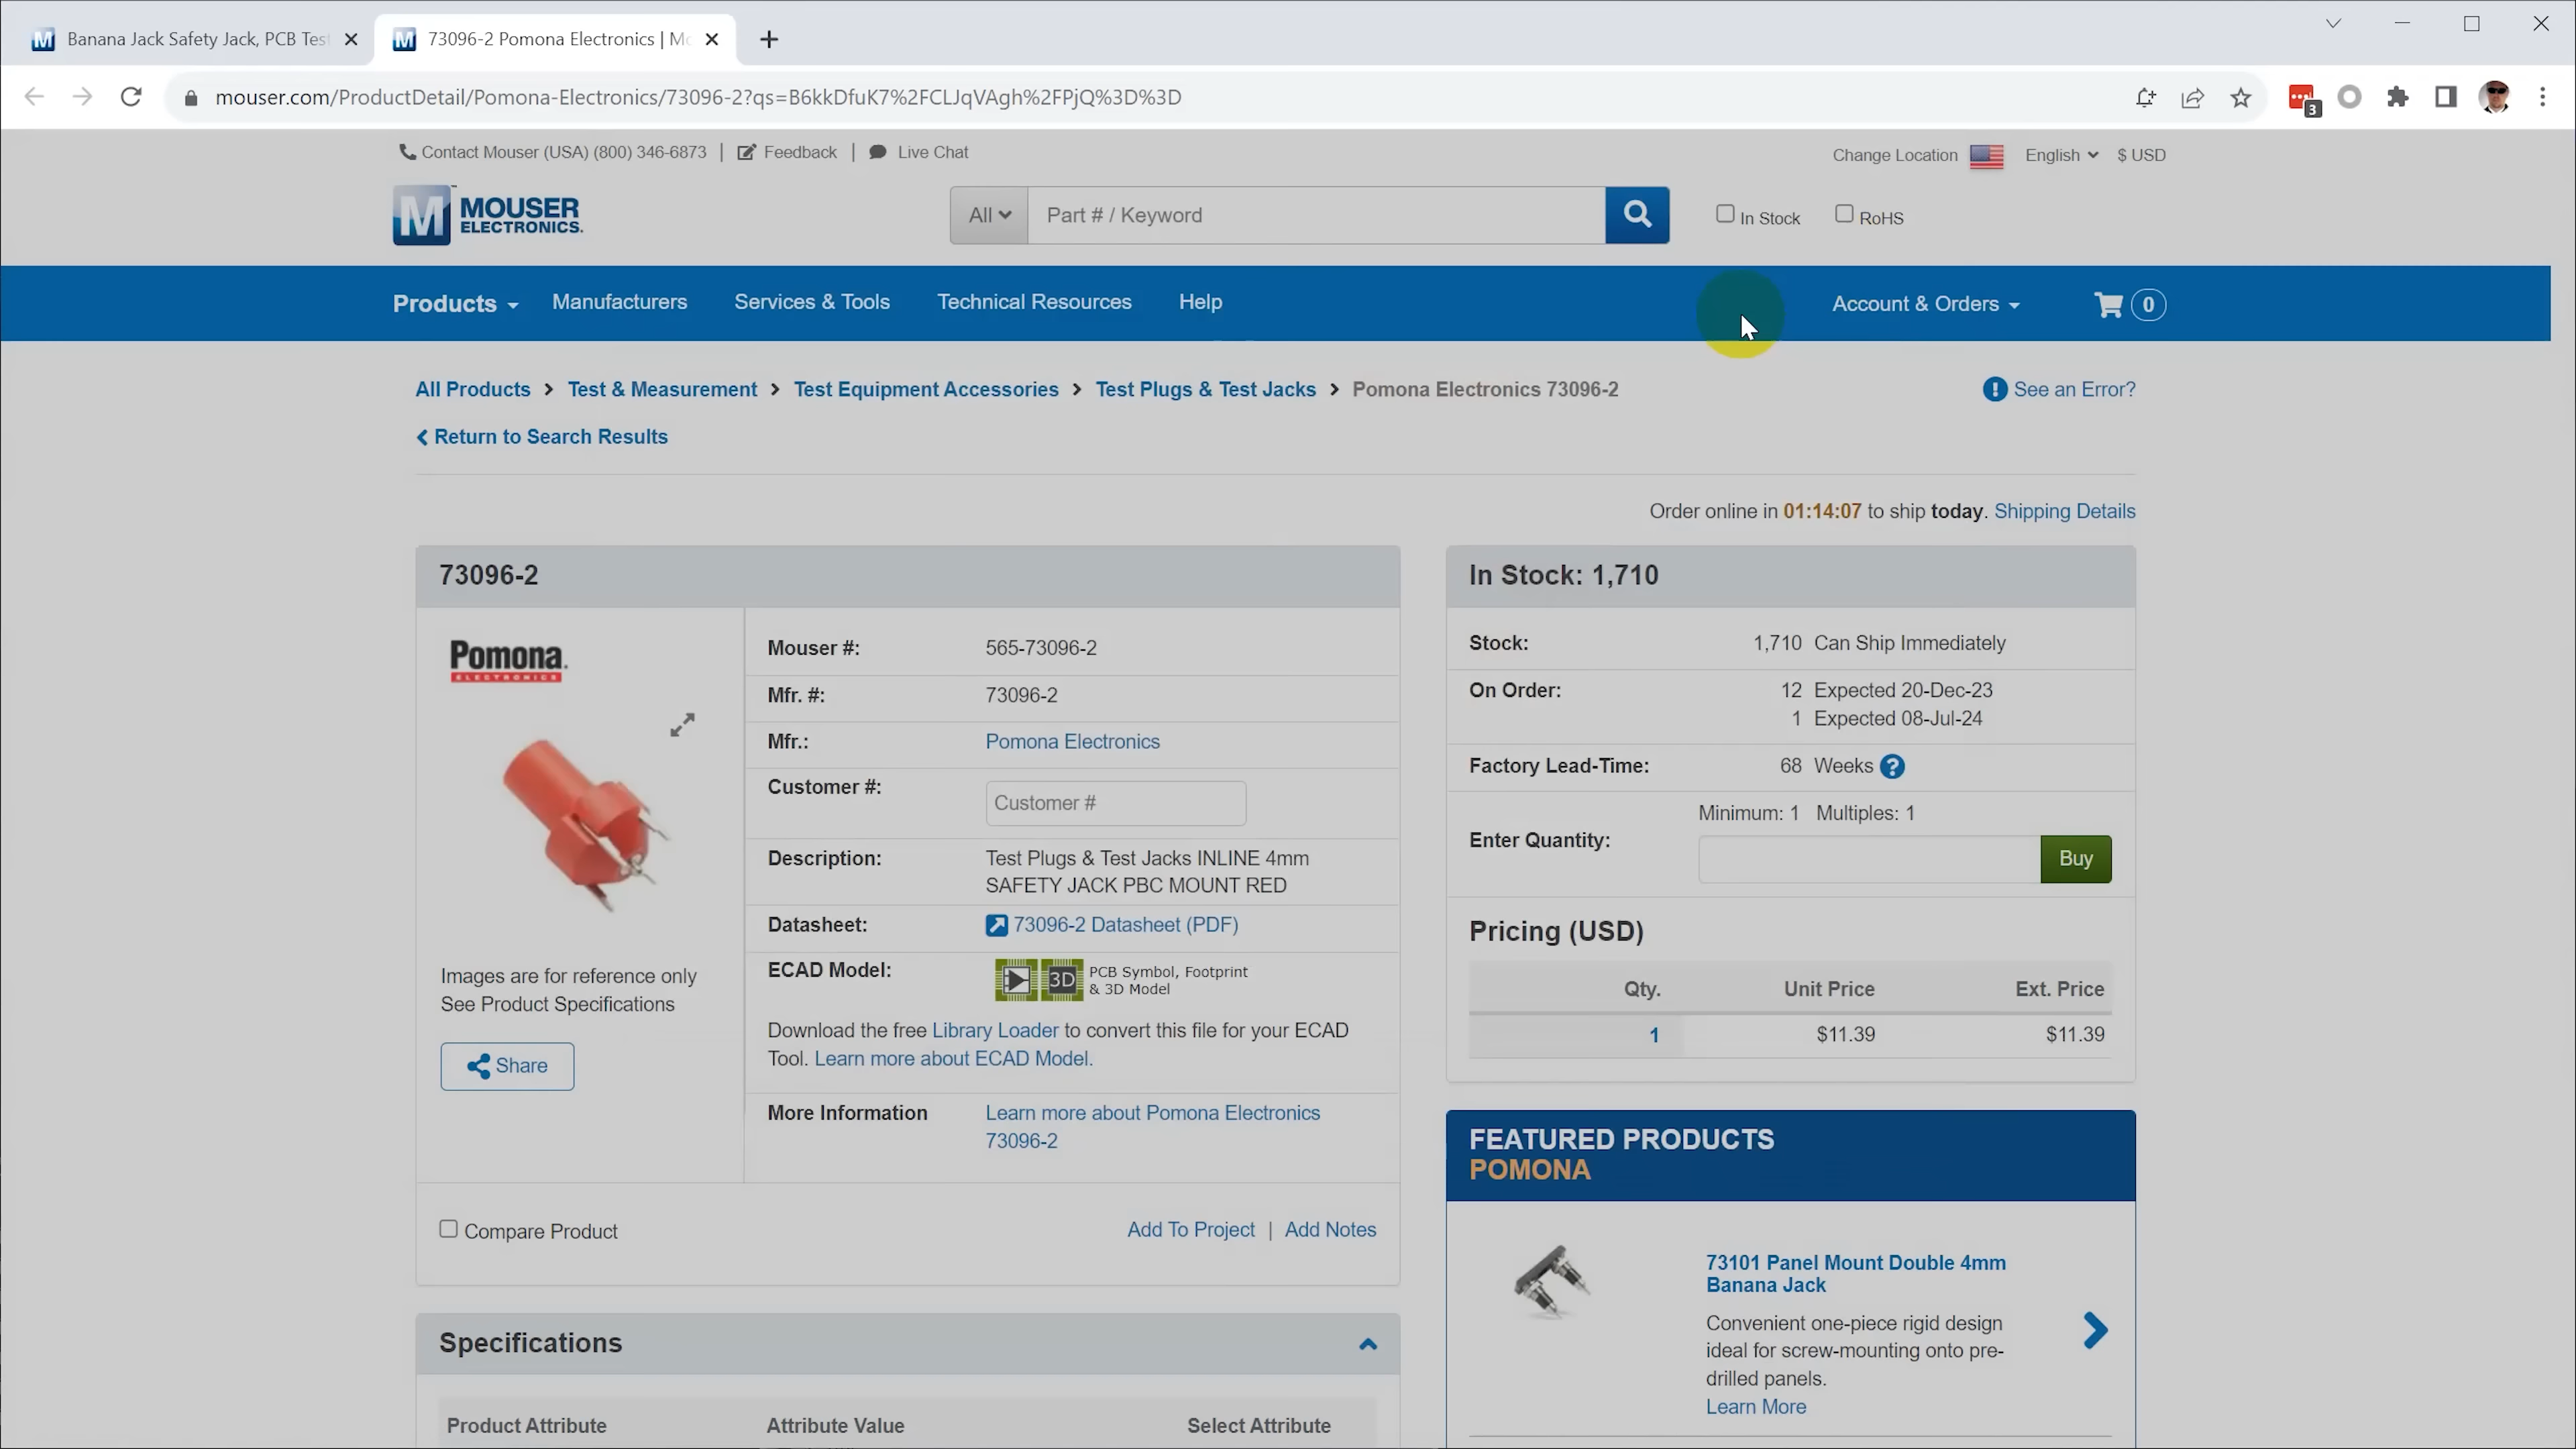 Banana Jack Safety Jack, PCB Tes
73096-2 Pomona Electronics | Mo
mouser.com/ProductDetail/Pomona-Electronics/73096-2?qs=B6kkDfuK7%2FCLJqVAgh%2FPjQ%3D%3D
3
Contact Mouser (USA) (800) 346-6873 | Feedback | Live Chat
Change Location English $ USD
M MOUSER ELECTRONICS.
All Part # / Keyword
In Stock RoHS
Products Manufacturers Services & Tools Technical Resources Help Account & Orders 0
All Products > Test & Measurement > Test Equipment Accessories > Test Plugs & Test Jacks > Pomona Electronics 73096-2
See an Error?
Return to Search Results
Order online in 01:14:07 to ship today. Shipping Details
73096-2
Pomona
ELECTRONICS
Images are for reference only
See Product Specifications
Share
Mouser #: 565-73096-2
Mfr. #: 73096-2
Mfr.: Pomona Electronics
Customer #: Customer #
Description: Test Plugs & Test Jacks INLINE 4mm
SAFETY JACK PBC MOUNT RED
Datasheet: 73096-2 Datasheet (PDF)
ECAD Model: 3D PCB Symbol, Footprint
& 3D Model
Download the free Library Loader to convert this file for your ECAD
Tool. Learn more about ECAD Model.
More Information Learn more about Pomona Electronics
73096-2
Compare Product
Add To Project | Add Notes
Specifications
Product Attribute Attribute Value Select Attribute
In Stock: 1,710
Stock: 1,710 Can Ship Immediately
On Order: 12 Expected 20-Dec-23
1 Expected 08-Jul-24
Factory Lead-Time: 68 Weeks ?
Minimum: 1 Multiples: 1
Enter Quantity: Buy
Pricing (USD)
Qty. Unit Price Ext. Price
1 $11.39 $11.39
FEATURED PRODUCTS
POMONA
73101 Panel Mount Double 4mm
Banana Jack
Convenient one-piece rigid design
ideal for screw-mounting onto pre-
drilled panels.
Learn More